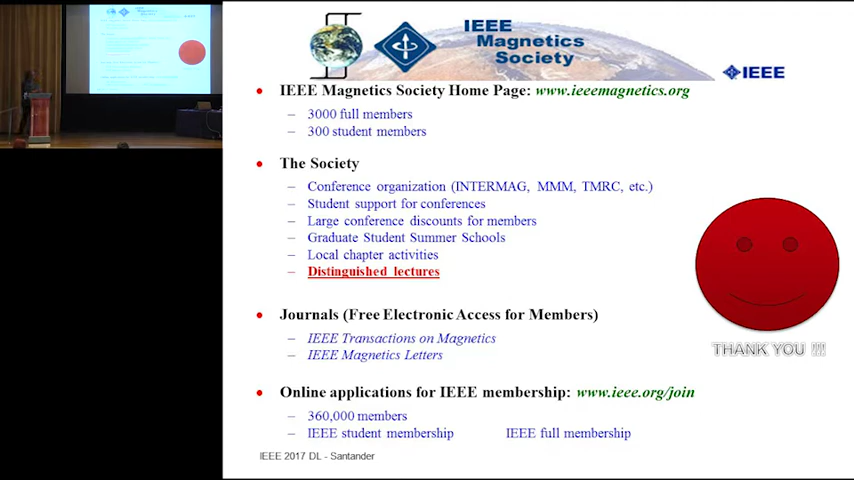 IEEE
Magnetics
Society
IEEE
• IEEE Magnetics Society Home Page: www.ieeemagnetics.org
– 3000 full members
– 300 student members
• The Society
– Conference organization (INTERMAG, MMM, TMRC, etc.)
– Student support for conferences
– Large conference discounts for members
– Graduate Student Summer Schools
– Local chapter activities
– Distinguished lectures
• Journals (Free Electronic Access for Members)
– IEEE Transactions on Magnetics
– IEEE Magnetics Letters
THANK YOU !!!
• Online applications for IEEE membership: www.ieee.org/join
– 360,000 members
– IEEE student membership IEEE full membership
IEEE 2017 DL - Santander